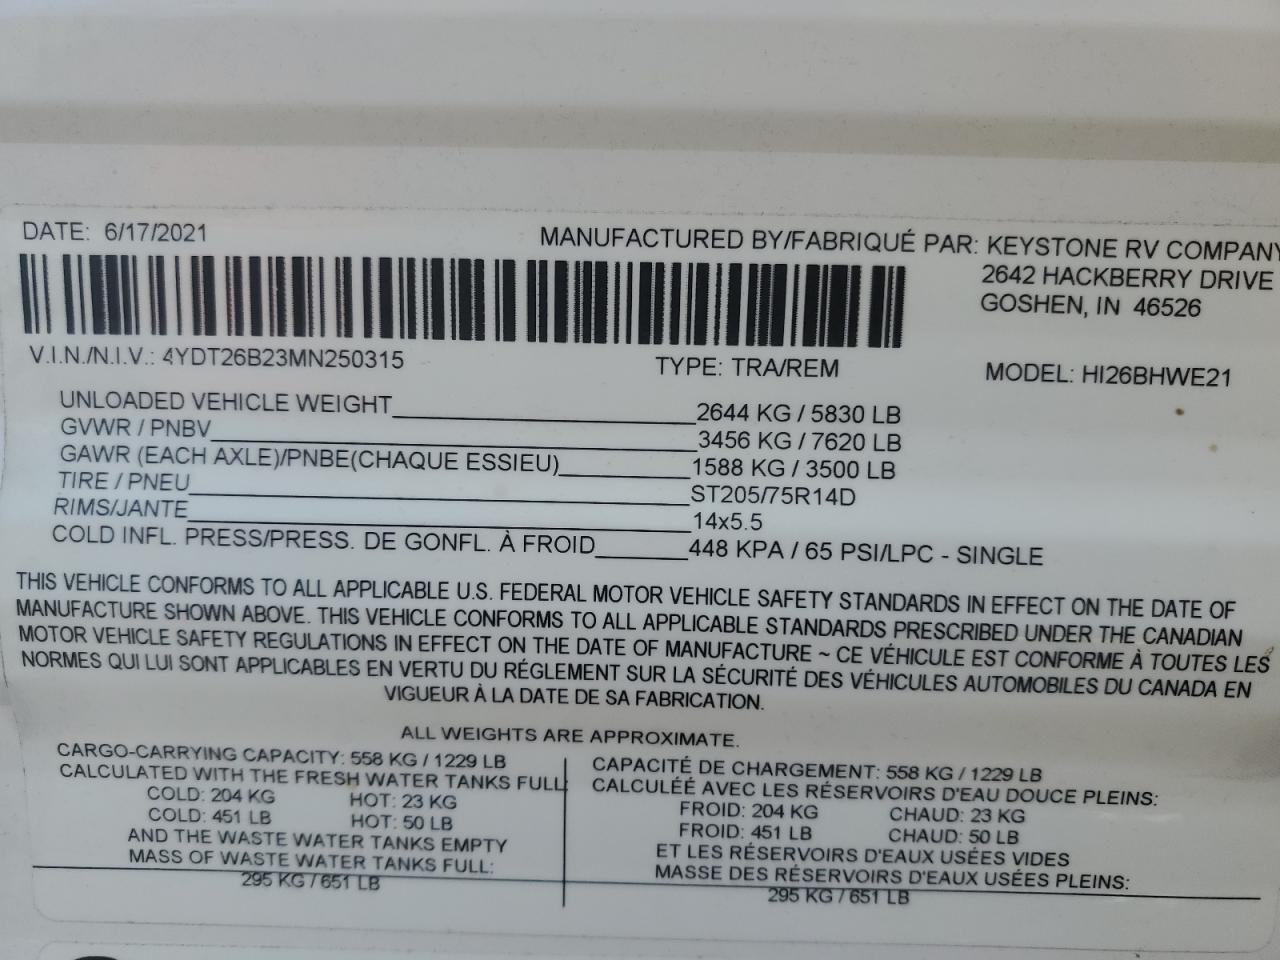 DATE: 6/17/2021
MANUFACTURED BY/FABRIQUÉ PAR: KEYSTONE RV COMPANY
2642 HACKBERRY DRIVE
GOSHEN, IN 46526
V.I.N./N.I.V.: 4YDT26B23MN250315
TYPE: TRA/REM
MODEL: HI26BHWE21
UNLOADED VEHICLE WEIGHT 2644 KG / 5830 LB
GVWR / PNBV 3456 KG / 7620 LB
GAWR (EACH AXLE)/PNBE(CHAQUE ESSIEU) 1588 KG / 3500 LB
TIRE / PNEU ST205/75R14D
RIMS/JANTE 14x5.5
COLD INFL. PRESS/PRESS. DE GONFL. À FROID 448 KPA / 65 PSI/LPC - SINGLE
THIS VEHICLE CONFORMS TO ALL APPLICABLE U.S. FEDERAL MOTOR VEHICLE SAFETY STANDARDS IN EFFECT ON THE DATE OF
MANUFACTURE SHOWN ABOVE. THIS VEHICLE CONFORMS TO ALL APPLICABLE STANDARDS PRESCRIBED UNDER THE CANADIAN
MOTOR VEHICLE SAFETY REGULATIONS IN EFFECT ON THE DATE OF MANUFACTURE ~ CE VÉHICULE EST CONFORME À TOUTES LES
NORMES QUI LUI SONT APPLICABLES EN VERTU DU RÉGLEMENT SUR LA SÉCURITÉ DES VÉHICULES AUTOMOBILES DU CANADA EN
VIGUEUR À LA DATE DE SA FABRICATION.
ALL WEIGHTS ARE APPROXIMATE.
CARGO-CARRYING CAPACITY: 558 KG / 1229 LB
CALCULATED WITH THE FRESH WATER TANKS FULL
COLD: 204 KG HOT: 23 KG
COLD: 451 LB HOT: 50 LB
AND THE WASTE WATER TANKS EMPTY
MASS OF WASTE WATER TANKS FULL:
295 KG / 651 LB
CAPACITÉ DE CHARGEMENT: 558 KG / 1229 LB
CALCULÉE AVEC LES RÉSERVOIRS D'EAU DOUCE PLEINS:
FROID: 204 KG CHAUD: 23 KG
FROID: 451 LB CHAUD: 50 LB
ET LES RÉSERVOIRS D'EAUX USÉES VIDES
MASSE DES RÉSERVOIRS D'EAUX USÉES PLEINS:
295 KG / 651 LB